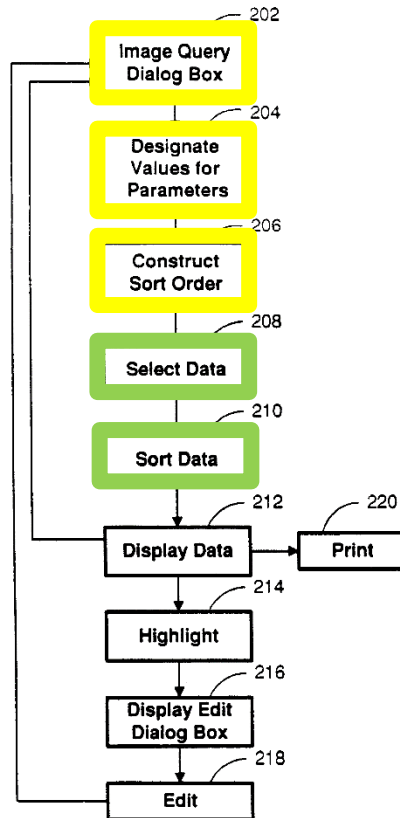 202
Image Query
Dialog Box
204
Designate
Values for
Parameters
206
Construct
Sort Order
208
Select Data
210
Sort Data
212
Display Data
220
Print
214
Highlight
216
Display Edit
Dialog Box
218
Edit